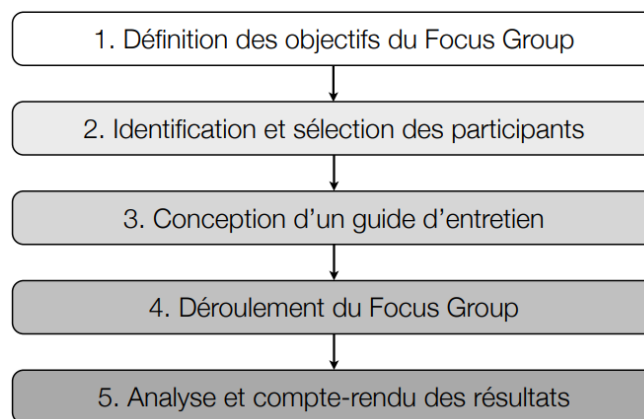 1. Définition des objectifs du Focus Group
2. Identification et sélection des participants
3. Conception d'un guide d'entretien
4. Déroulement du Focus Group
5. Analyse et compte-rendu des résultats